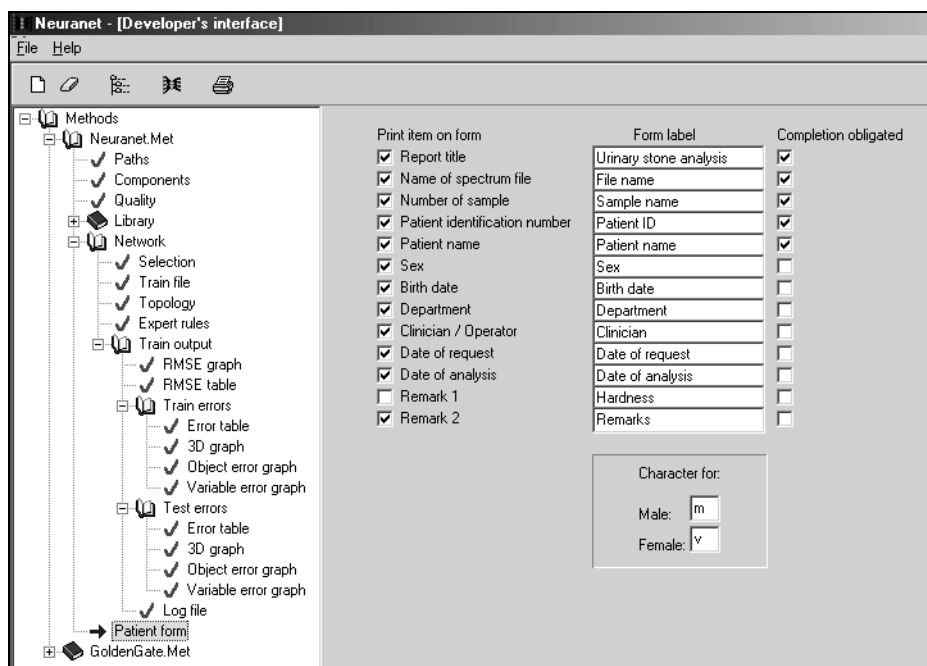 Neuranet - [Developer's interface]
File Help
Methods
Neuranet.Met
Paths
Components
Quality
Library
Network
Selection
Train file
Topology
Expert rules
Train output
RMSE graph
RMSE table
Train errors
Error table
3D graph
Object error graph
Variable error graph
Test errors
Error table
3D graph
Object error graph
Variable error graph
Log file
Patient form
GoldenGate.Met
Print item on form Form label Completion obligated
Report title Urinary stone analysis
Name of spectrum file File name
Number of sample Sample name
Patient identification number Patient ID
Patient name Patient name
Sex Sex
Birth date Birth date
Department Department
Clinician / Operator Clinician
Date of request Date of request
Date of analysis Date of analysis
Remark 1 Hardness
Remark 2 Remarks
Character for:
Male: m
Female: v